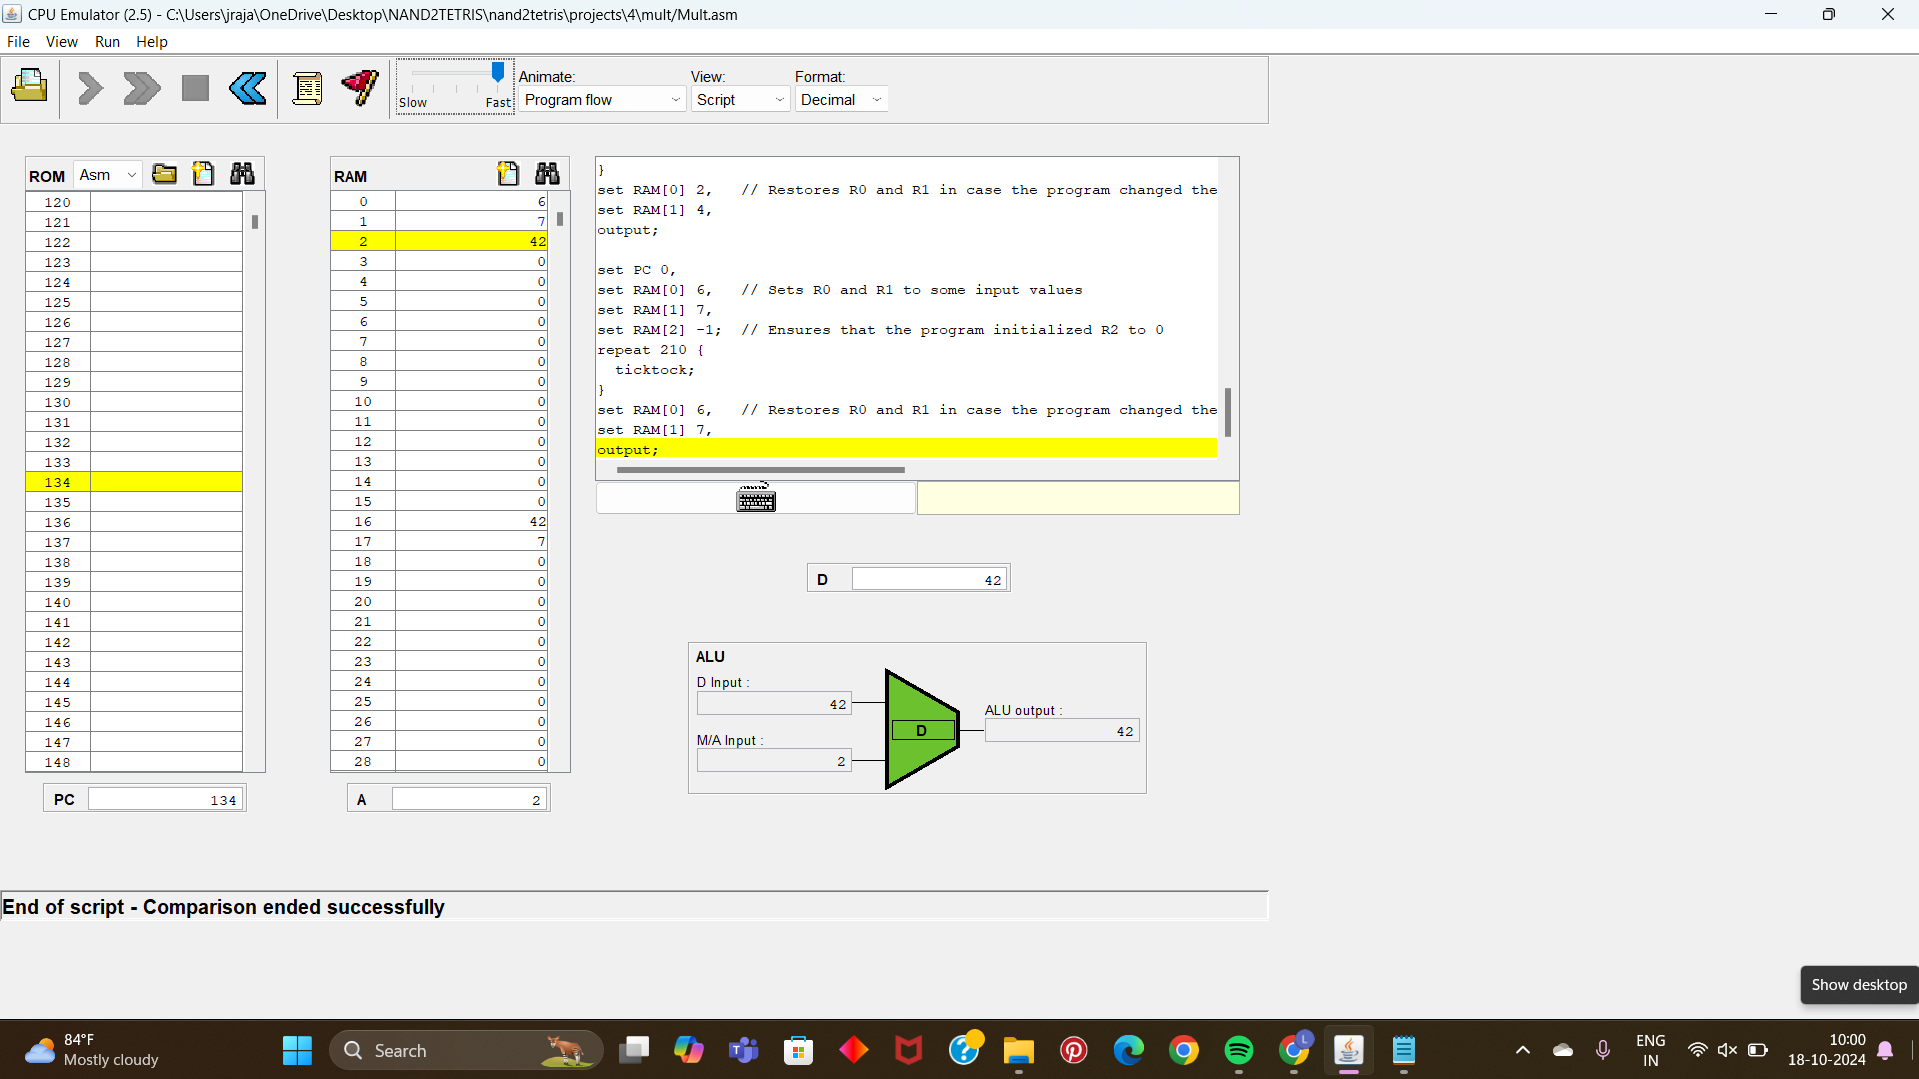 CPU Emulator (2.5) - C:\Users\jraja\OneDrive\Desktop\NAND2TETRIS\nand2tetris\projects\4\mult/Mult.asm
File View Run Help
Slow Fast
Animate:
Program flow
View:
Script
Format:
Decimal
ROM Asm
120
121
122
123
124
125
126
127
128
129
130
131
132
133
134
135
136
137
138
139
140
141
142
143
144
145
146
147
148
PC 134
RAM
0 6
1 7
2 42
3 0
4 0
5 0
6 0
7 0
8 0
9 0
10 0
11 0
12 0
13 0
14 0
15 0
16 42
17 7
18 0
19 0
20 0
21 0
22 0
23 0
24 0
25 0
26 0
27 0
28 0
A 2
}
set RAM[0] 2, // Restores R0 and R1 in case the program changed the
set RAM[1] 4,
output;
set PC 0,
set RAM[0] 6, // Sets R0 and R1 to some input values
set RAM[1] 7,
set RAM[2] -1; // Ensures that the program initialized R2 to 0
repeat 210 {
ticktock;
}
set RAM[0] 6, // Restores R0 and R1 in case the program changed the
set RAM[1] 7,
output;
D 42
ALU
D Input :
42
M/A Input :
2
D
ALU output :
42
End of script - Comparison ended successfully
Show desktop
84°F
Mostly cloudy
Search
L
ENG
IN
10:00
18-10-2024